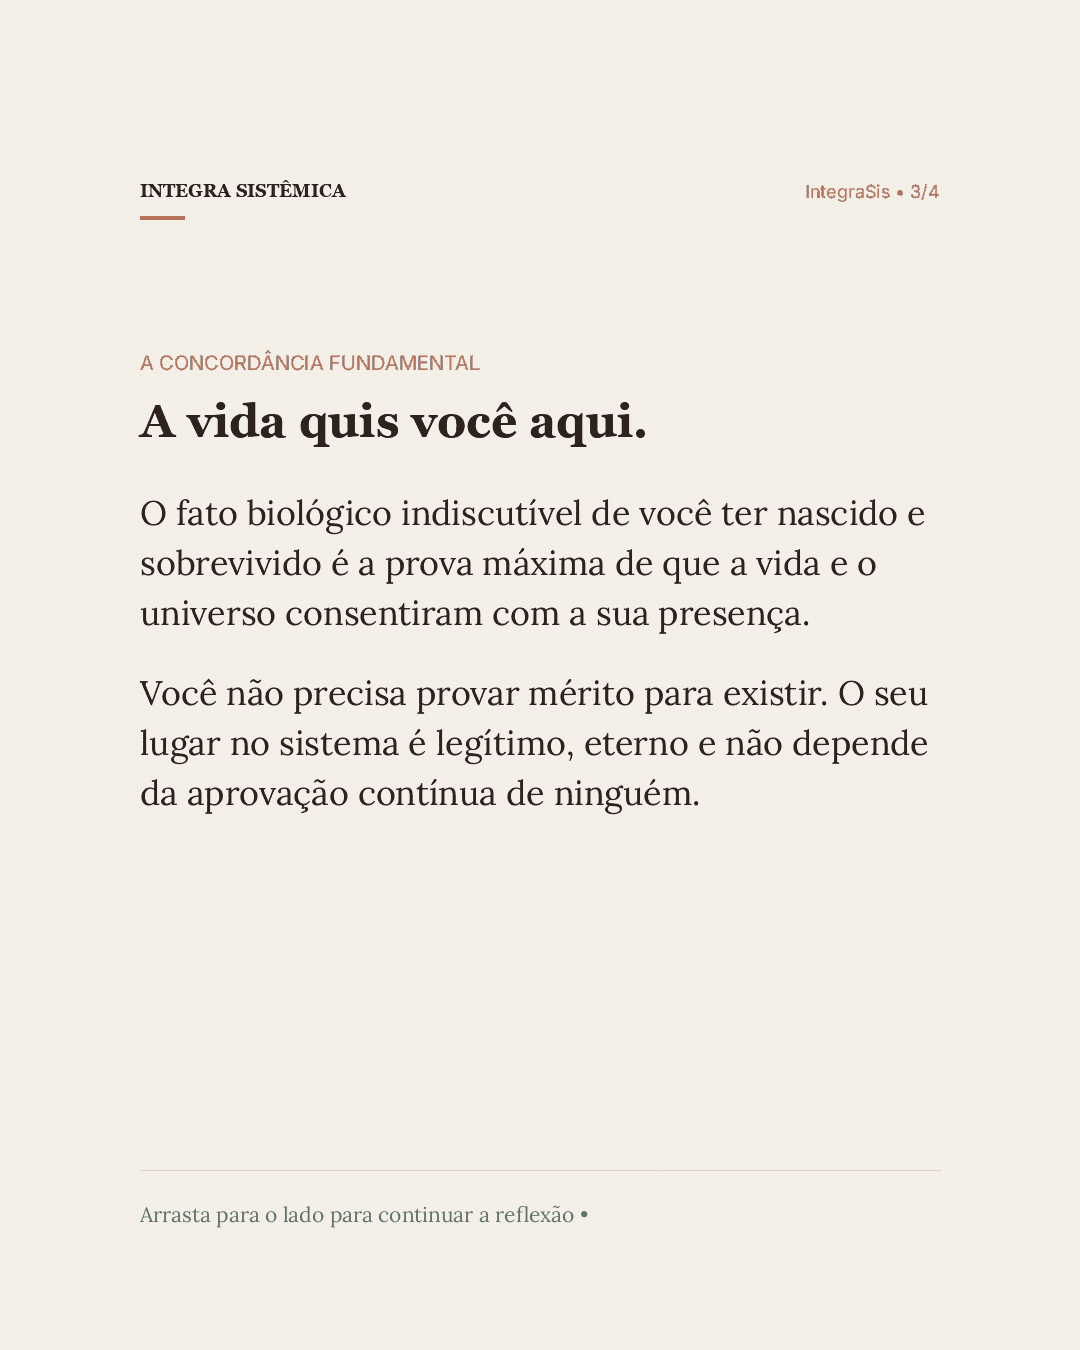 INTEGRA SISTÊMICA
IntegraSis • 3/4
A CONCORDÂNCIA FUNDAMENTAL
A vida quis você aqui.
O fato biológico indiscutível de você ter nascido e
sobrevivido é a prova máxima de que a vida e o
universo consentiram com a sua presença.
Você não precisa provar mérito para existir. O seu
lugar no sistema é legítimo, eterno e não depende
da aprovação contínua de ninguém.
Arrasta para o lado para continuar a reflexão •